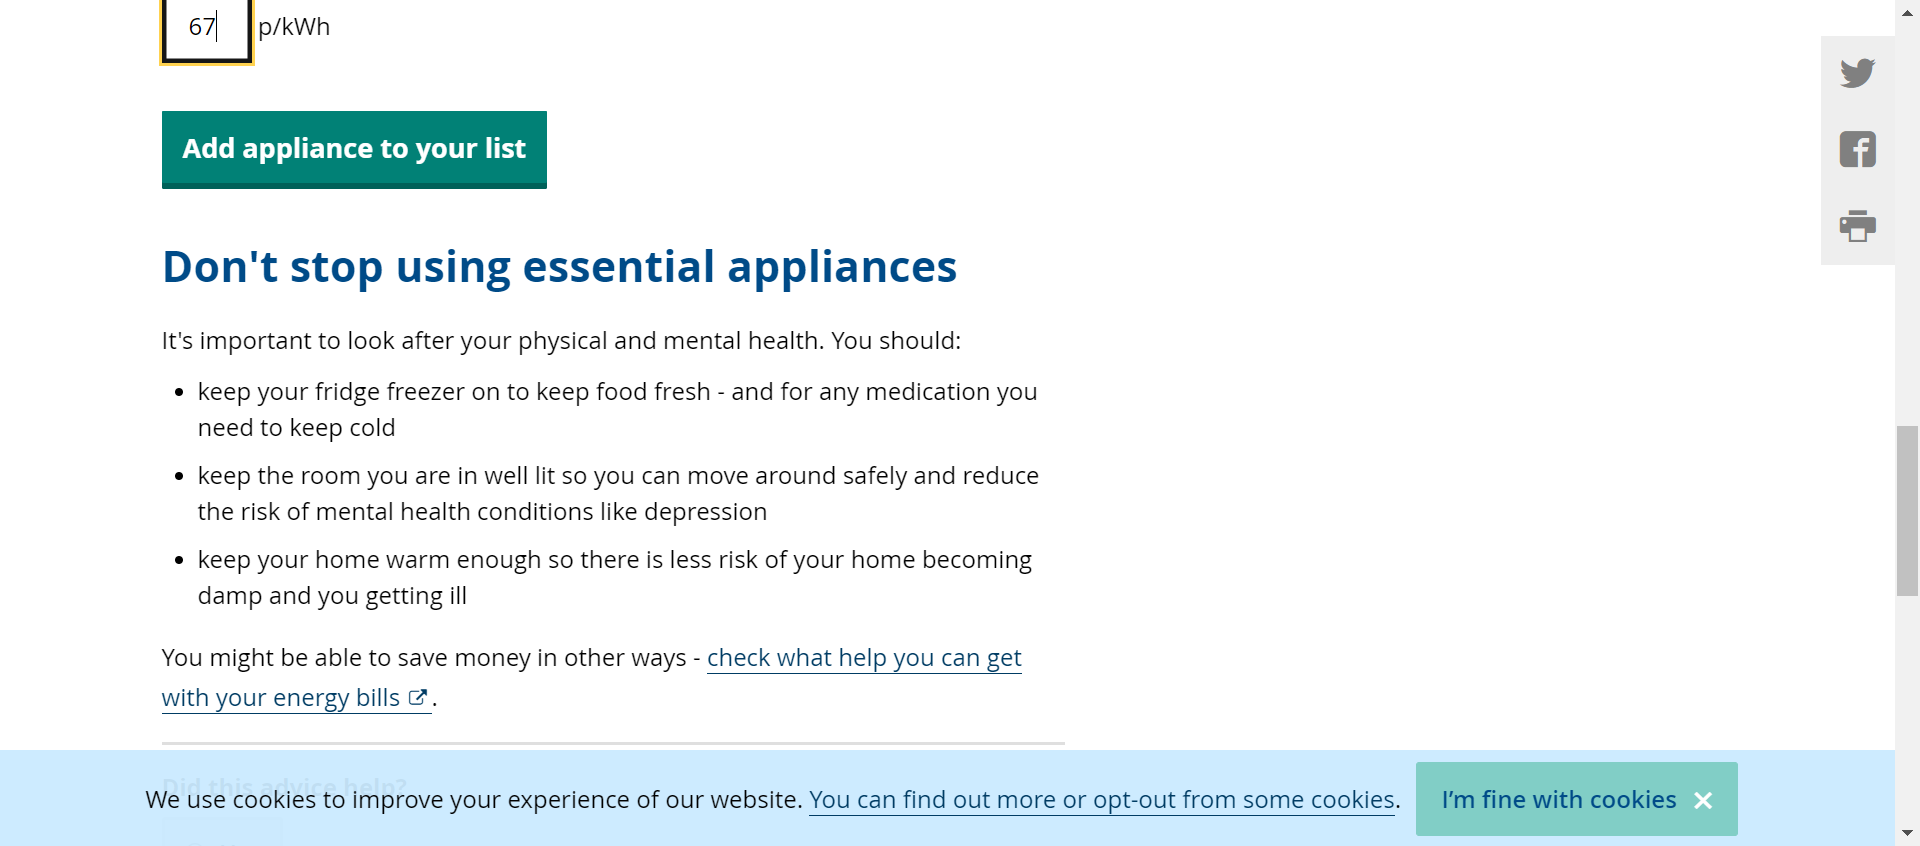 67 p/kWh
Add appliance to your list
Don't stop using essential appliances
It's important to look after your physical and mental health. You should:
keep your fridge freezer on to keep food fresh - and for any medication you
need to keep cold
keep the room you are in well lit so you can move around safely and reduce
the risk of mental health conditions like depression
keep your home warm enough so there is less risk of your home becoming
damp and you getting ill
You might be able to save money in other ways - check what help you can get
with your energy bills.
Did this advice help?
We use cookies to improve your experience of our website. You can find out more or opt-out from some cookies. I'm fine with cookies